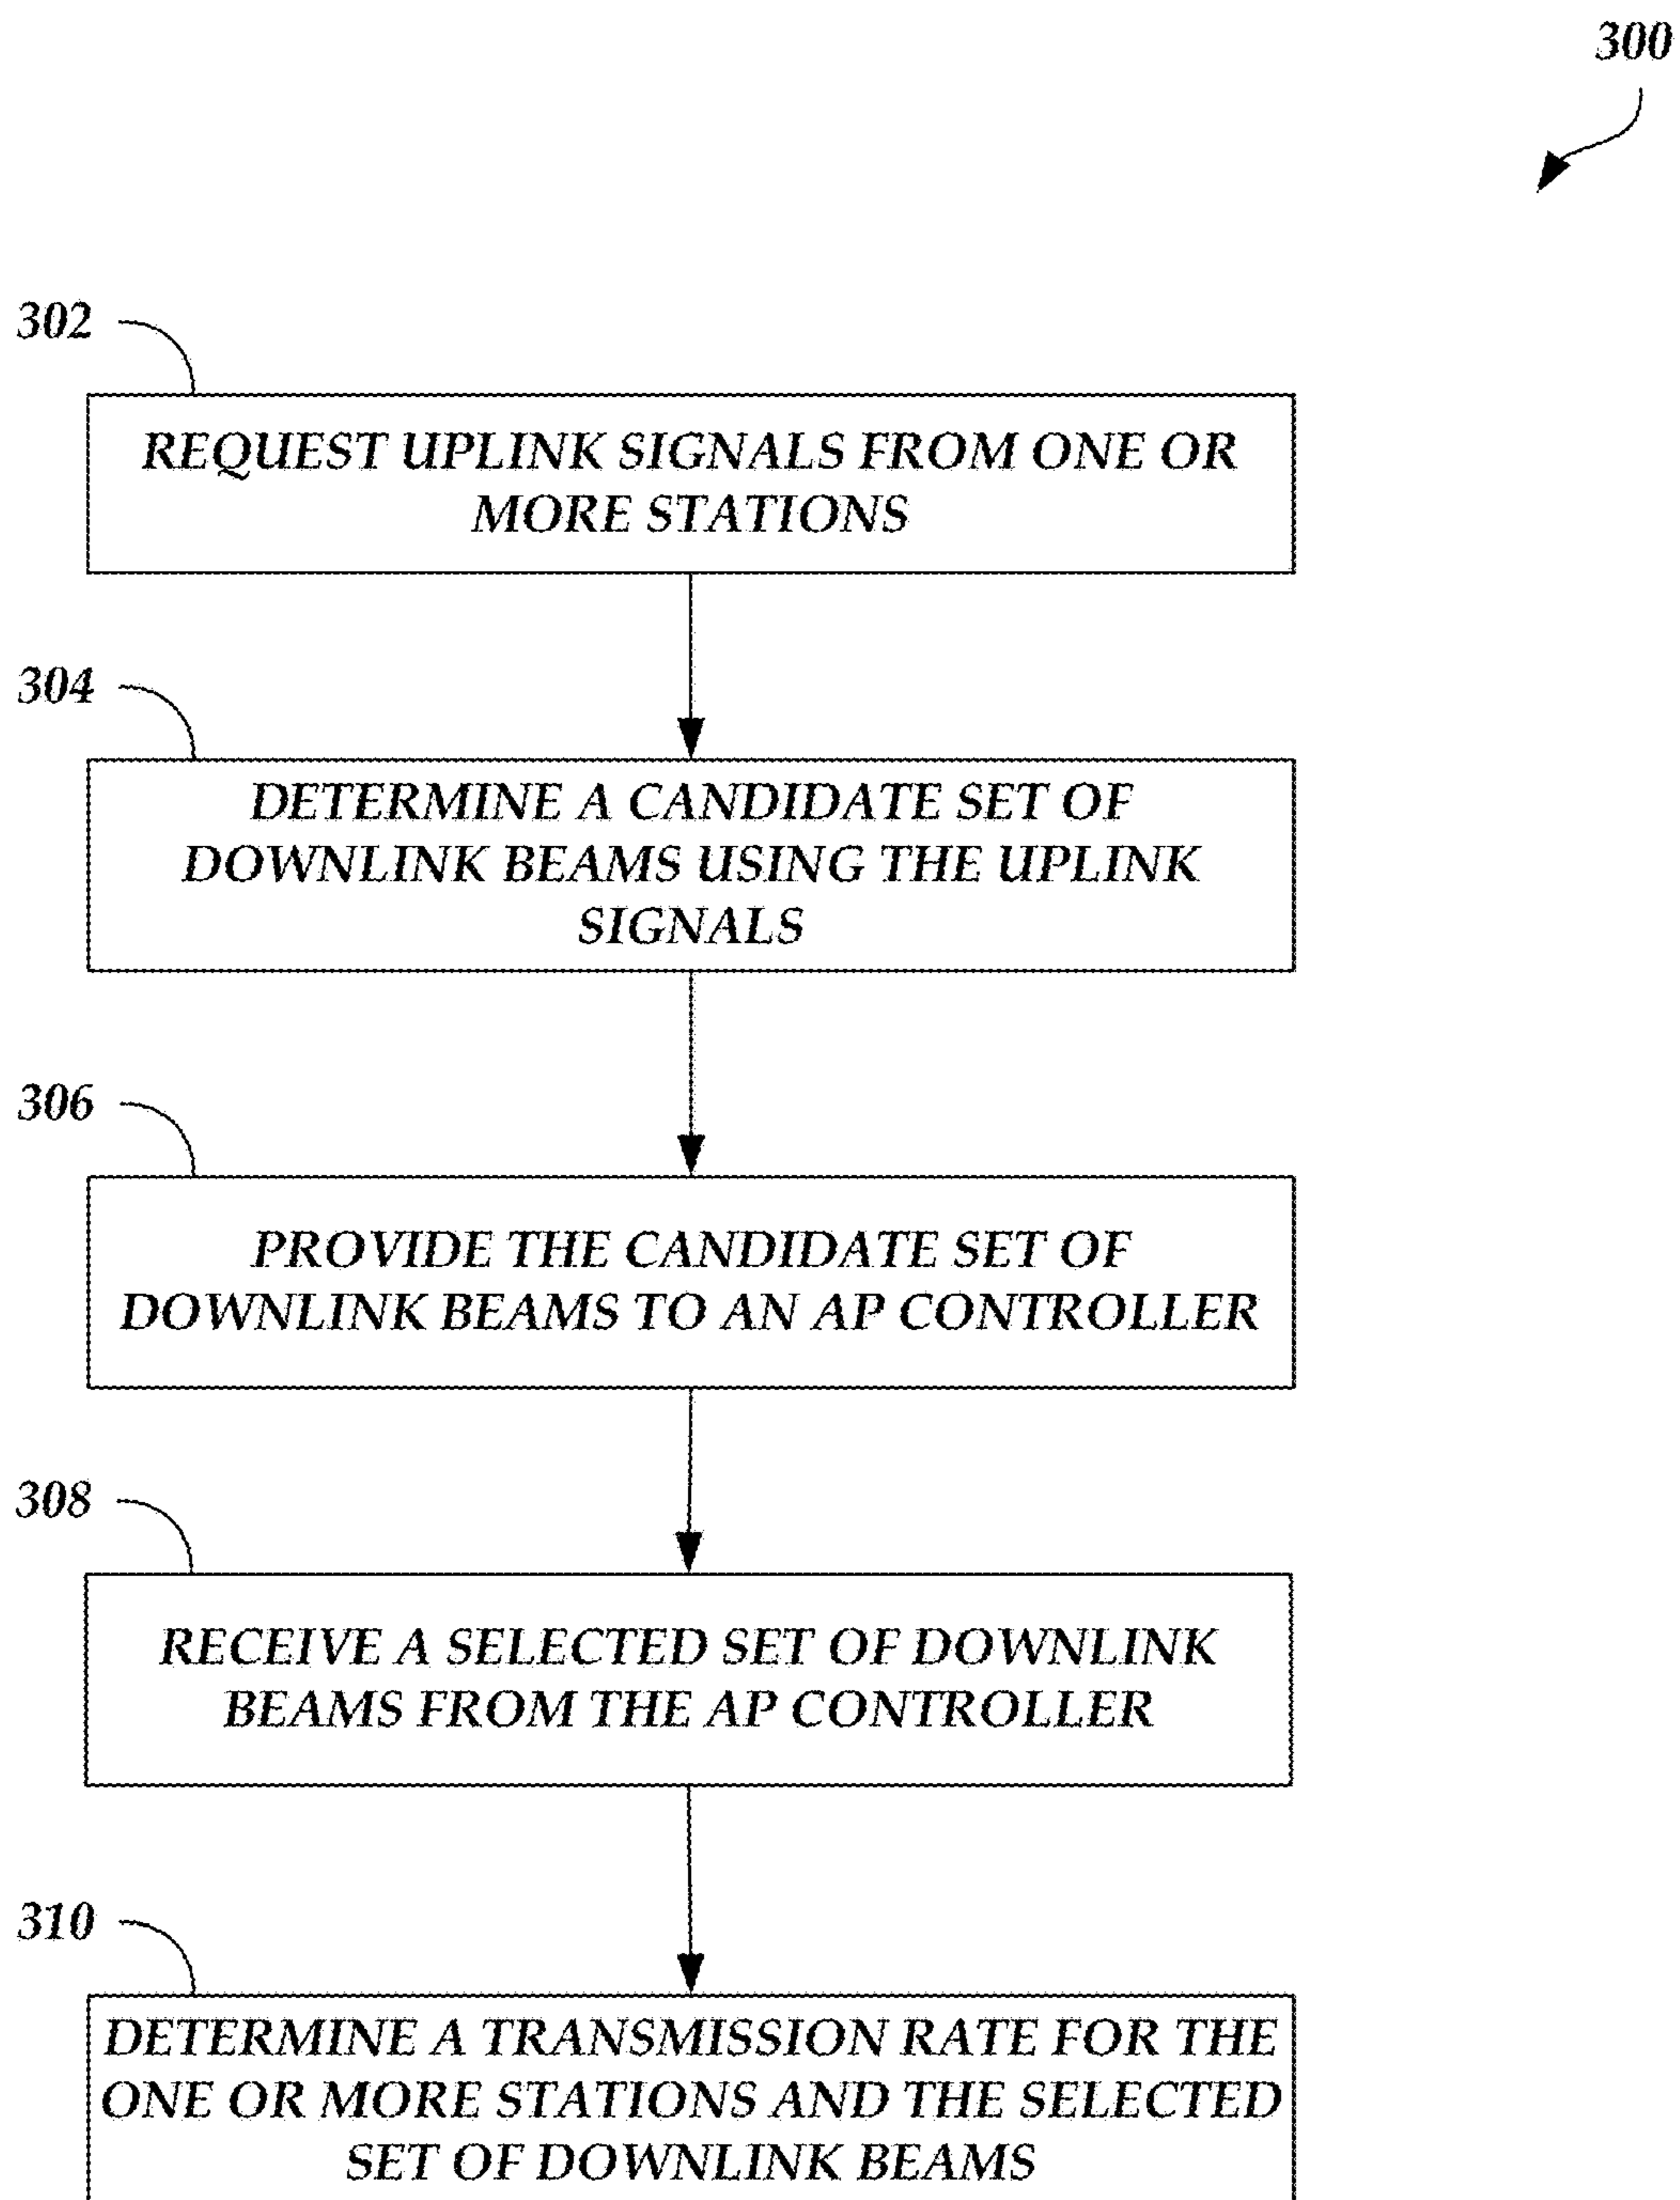 300
302
REQUEST UPLINK SIGNALS FROM ONE OR
MORE STATIONS
304
DETERMINE A CANDIDATE SET OF
DOWNLINK BEAMS USING THE UPLINK
SIGNALS
306
PROVIDE THE CANDIDATE SET OF
DOWNLINK BEAMS TO AN AP CONTROLLER
308
RECEIVE A SELECTED SET OF DOWNLINK
BEAMS FROM THE AP CONTROLLER
310
DETERMINE A TRANSMISSION RATE FOR THE
ONE OR MORE STATIONS AND THE SELECTED
SET OF DOWNLINK BEAMS